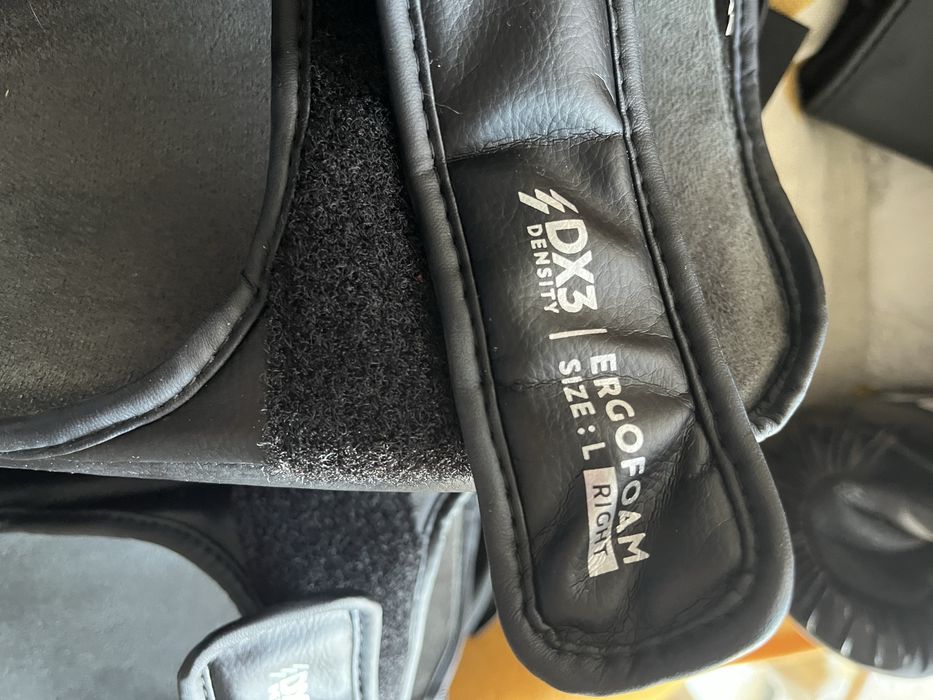 DX3 | ERGOFOAM
DENSITY SIZE: L RIGHT